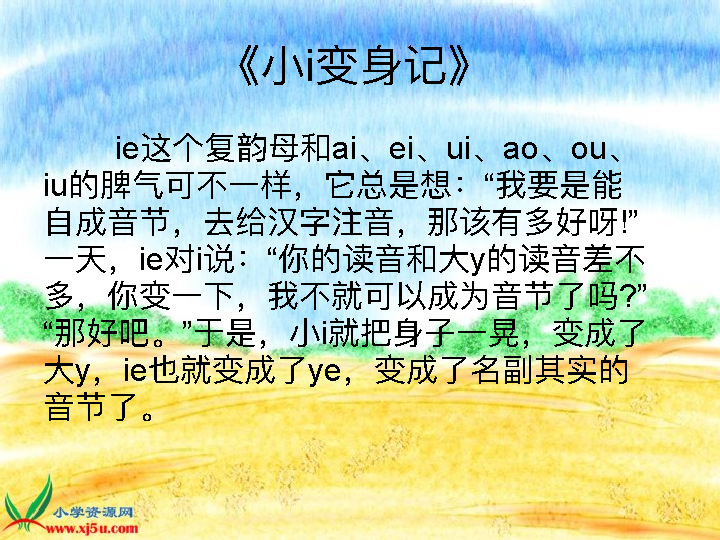 《小i变身记》
ie这个复韵母和ai、ei、ui、ao、ou、
iu的脾气可不一样，它总是想：“我要是能
自成音节，去给汉字注音，那该有多好呀!”
一天，ie对i说：“你的读音和大y的读音差不
多，你变一下，我不就可以成为音节了吗?”
“那好吧。”于是，小i就把身子一晃，变成了
大y，ie也就变成了ye，变成了名副其实的
音节了。
小学资源网
www.xj5u.com